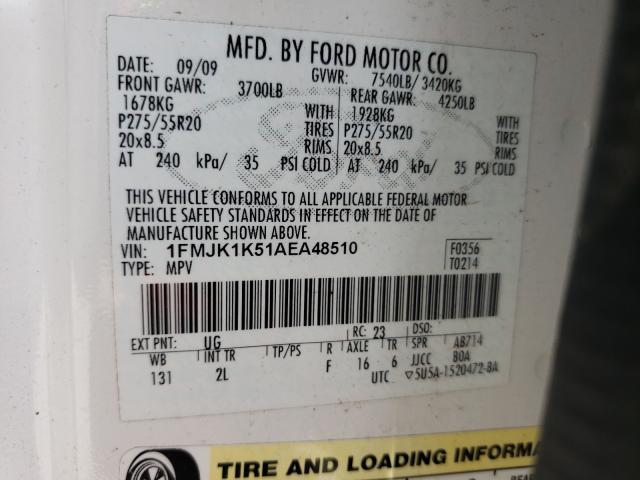 MFD. BY FORD MOTOR CO.
DATE: 09/09 GVWR: 7540LB/ 3420KG
FRONT GAWR: 3700LB REAR GAWR: 4250LB
1678KG WITH 1928KG WITH
P275/55R20 TIRES P275/55R20 TIRES
20x8.5 RIMS 20x8.5 RIMS
AT 240 kPa/ 35 PSI COLD AT 240 kPa/ 35 PSI COLD
THIS VEHICLE CONFORMS TO ALL APPLICABLE FEDERAL MOTOR
VEHICLE SAFETY STANDARDS IN EFFECT ON THE DATE OF
MANUFACTURE SHOWN ABOVE.
VIN: 1FMJK1K51AEA48510 F0356
TYPE: MPV T0214
EXT PNT: UG RC: 23 DSO:
WB INT TR TP/PS R AXLE TR SPR AB714
131 2L F 16 6 JJCC BOA
UTC ▽5U5A-1520472-BA
TIRE AND LOADING INFORMA